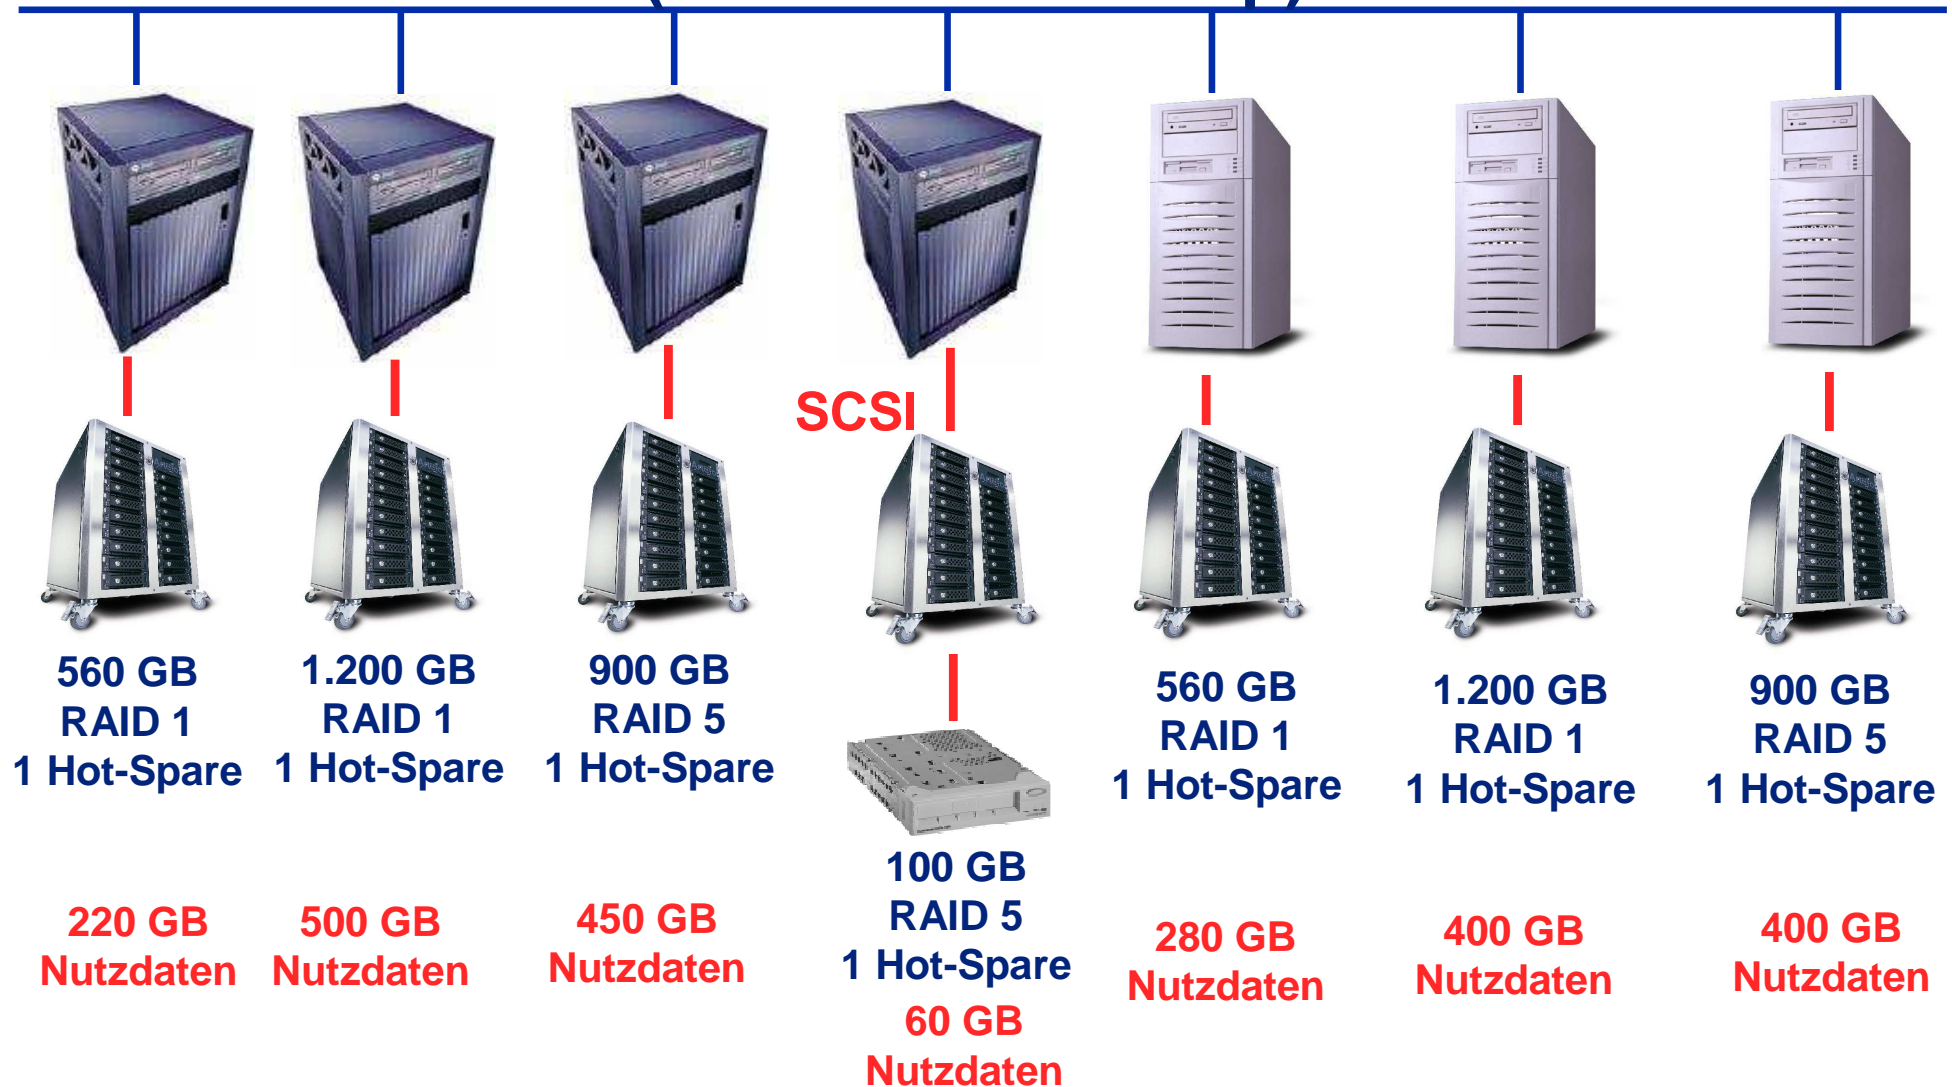 SCSI
560 GB
RAID 1
1 Hot-Spare
220 GB
Nutzdaten
1.200 GB
RAID 1
1 Hot-Spare
500 GB
Nutzdaten
900 GB
RAID 5
1 Hot-Spare
450 GB
Nutzdaten
100 GB
RAID 5
1 Hot-Spare
60 GB
Nutzdaten
560 GB
RAID 1
1 Hot-Spare
280 GB
Nutzdaten
1.200 GB
RAID 1
1 Hot-Spare
400 GB
Nutzdaten
900 GB
RAID 5
1 Hot-Spare
400 GB
Nutzdaten